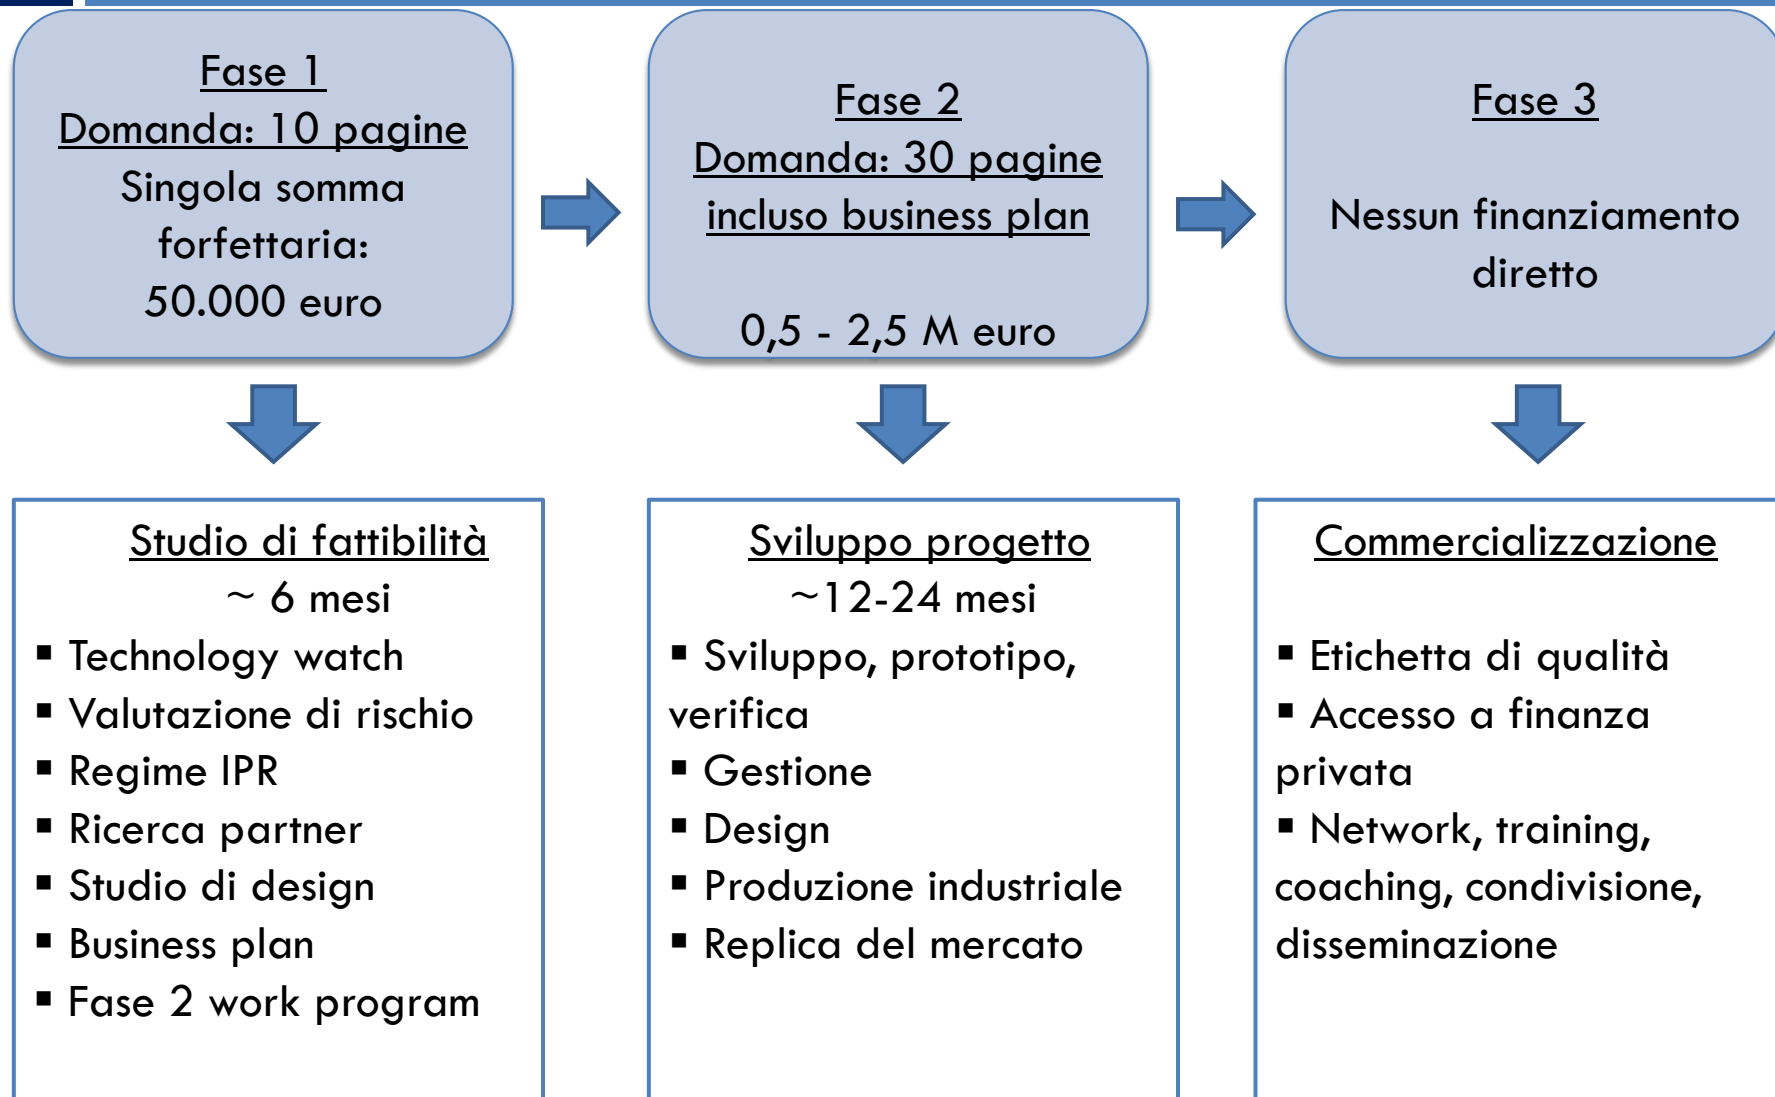 Fase 1
Domanda: 10 pagine
Singola somma
forfettaria:
50.000 euro
Fase 2
Domanda: 30 pagine
incluso business plan
0,5 - 2,5 M euro
Fase 3
Nessun finanziamento
diretto
Studio di fattibilità
~ 6 mesi
▪ Technology watch
▪ Valutazione di rischio
▪ Regime IPR
▪ Ricerca partner
▪ Studio di design
▪ Business plan
▪ Fase 2 work program
Sviluppo progetto
~12-24 mesi
▪ Sviluppo, prototipo,
verifica
▪ Gestione
▪ Design
▪ Produzione industriale
▪ Replica del mercato
Commercializzazione
▪ Etichetta di qualità
▪ Accesso a finanza
privata
▪ Network, training,
coaching, condivisione,
disseminazione